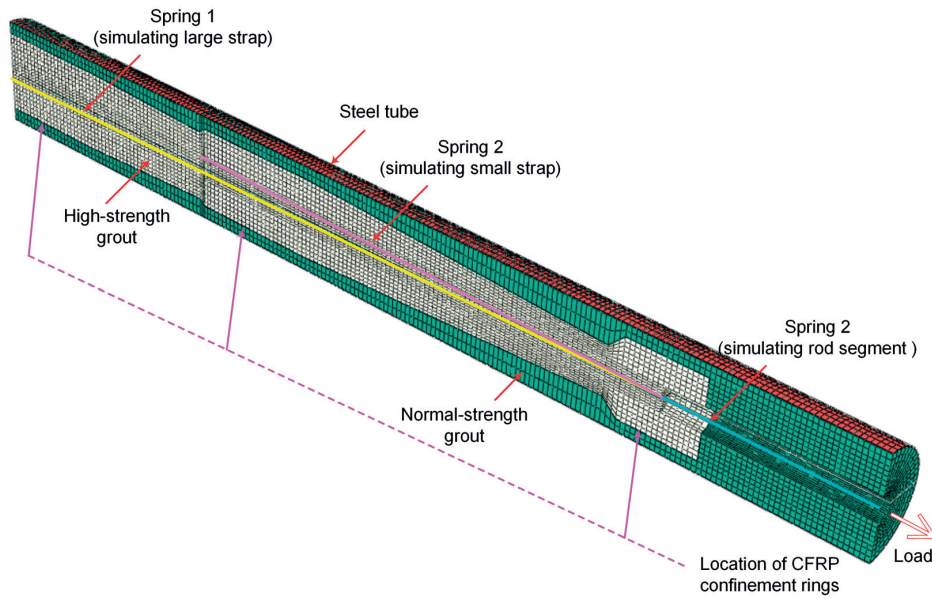 Spring 1
(simulating large strap)
Steel tube
Spring 2
(simulating small strap)
High-strength
grout
Spring 2
(simulating rod segment )
Normal-strength
grout
Load
Location of CFRP
confinement rings